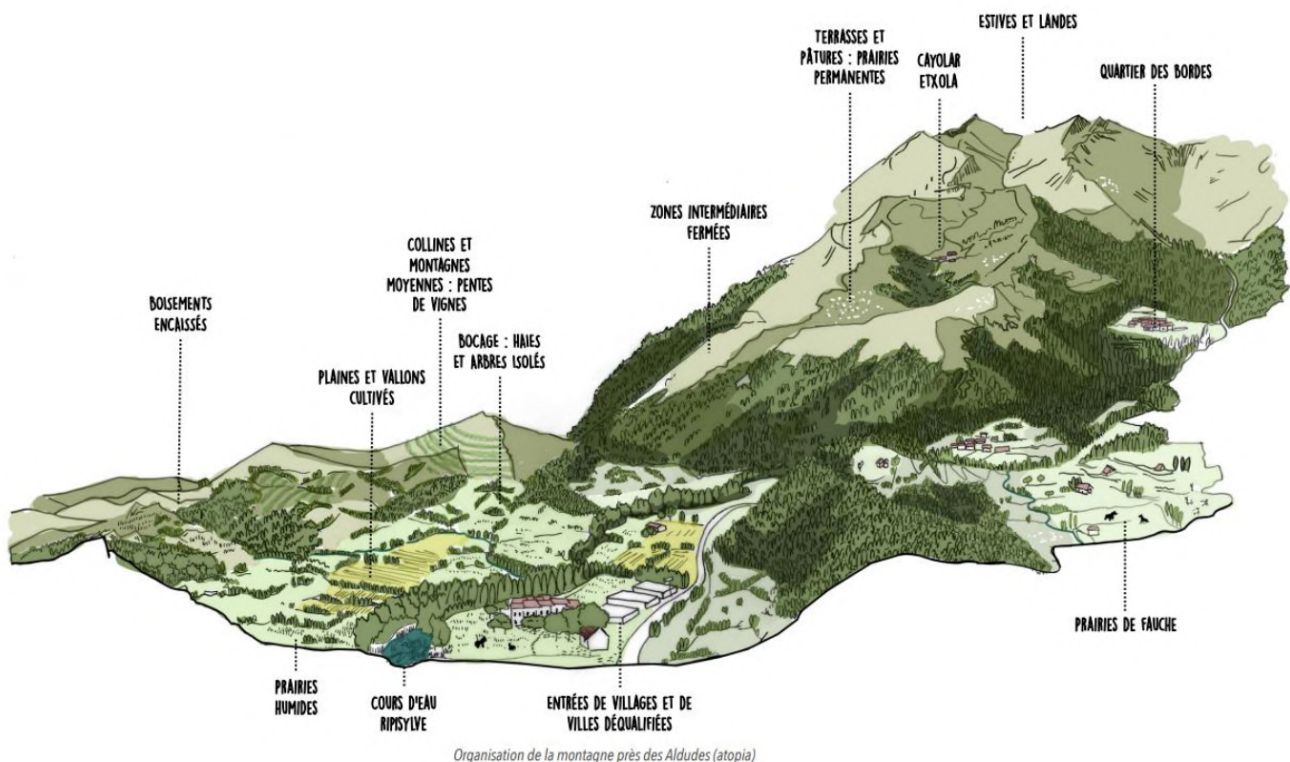 ESTIVES ET LANDES
TERRASSES ET
PÂTURES : PRAIRIES
PERMANENTES
CAYOLAR
ETXOLA
QUARTIER DES BORDES
ZONES INTERMÉDIAIRES
FERMÉES
COLLINES ET
MONTAGNES
MOYENNES : PENTES
DE VIGNES
BOISEMENTS
ENCAISSÉS
BOCAGE : HAIES
ET ARBRES ISOLÉS
PLAINES ET VALLONS
CULTIVÉS
PRAIRIES DE FAUCHE
PRAIRIES
HUMIDES
COURS D'EAU
RIPISYLVE
ENTRÉES DE VILLAGES ET DE
VILLES DÉQUALIFIÉES
Organisation de la montagne près des Aldudes (atopia)